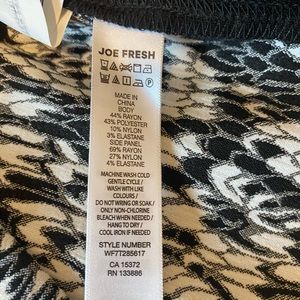 JOE FRESH
MADE IN
CHINA
BODY
44% RAYON
43% POLYESTER
10% NYLON
3% ELASTANE
SIDE PANEL
69% RAYON
27% NYLON
4% ELASTANE
MACHINE WASH COLD
GENTLE CYCLE /
WASH WITH LIKE
COLOURS /
DO NOT WRING OR SOAK /
ONLY NON-CHLORINE
BLEACH WHEN NEEDED /
HANG TO DRY /
COOL IRON IF NEEDED
STYLE NUMBER
WF7T285617
CA 15372
RN 133886